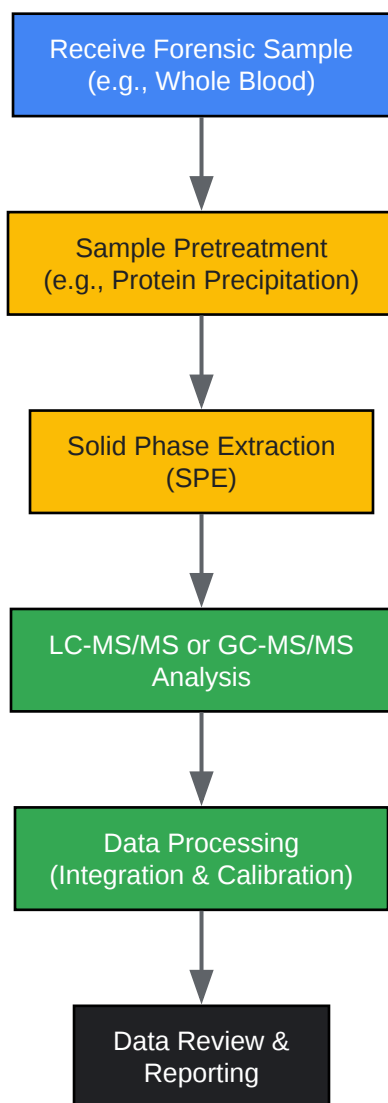 Receive Forensic Sample
(e.g., Whole Blood)
Sample Pretreatment
(e.g., Protein Precipitation)
Solid Phase Extraction
(SPE)
LC-MS/MS or GC-MS/MS
Analysis
Data Processing
(Integration & Calibration)
Data Review &
Reporting